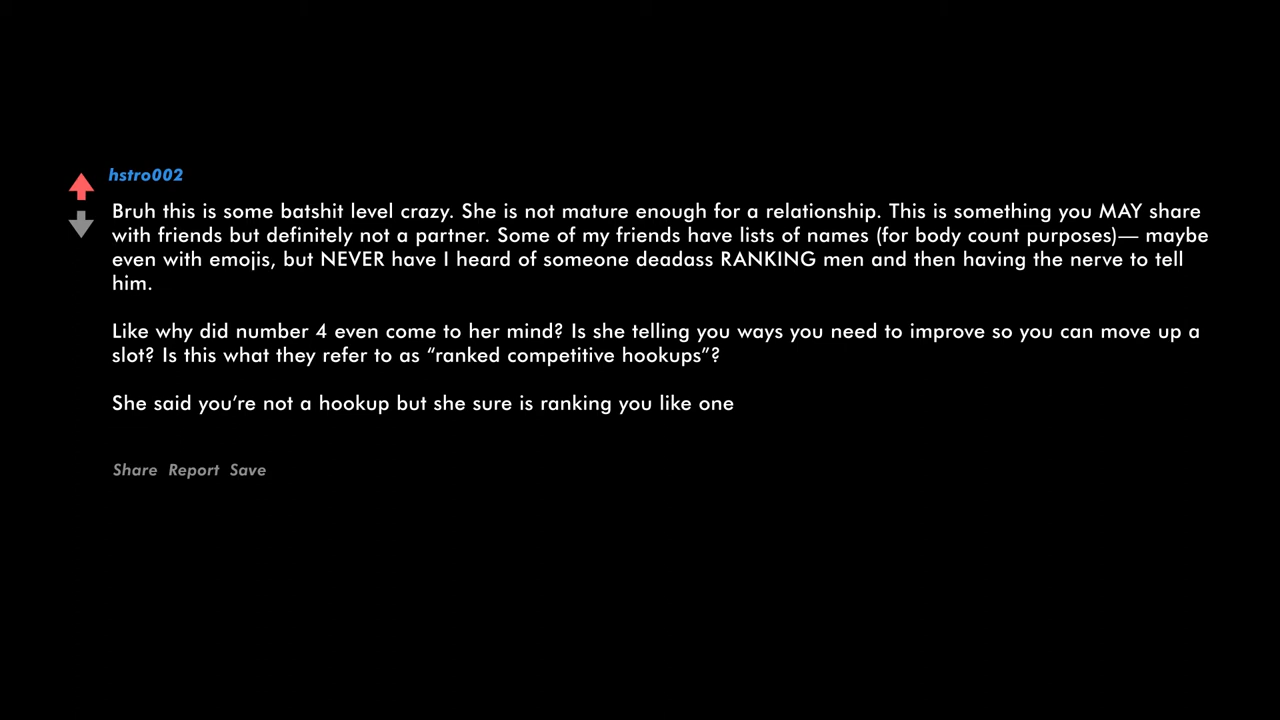 hstro002
Bruh this is some batshit level crazy. She is not mature enough for a relationship. This is something you MAY share
with friends but definitely not a partner. Some of my friends have lists of names (for body count purposes)— maybe
even with emojis, but NEVER have I heard of someone deadass RANKING men and then having the nerve to tell
him.
Like why did number 4 even come to her mind? Is she telling you ways you need to improve so you can move up a
slot? Is this what they refer to as “ranked competitive hookups”?
She said you’re not a hookup but she sure is ranking you like one
Share Report Save